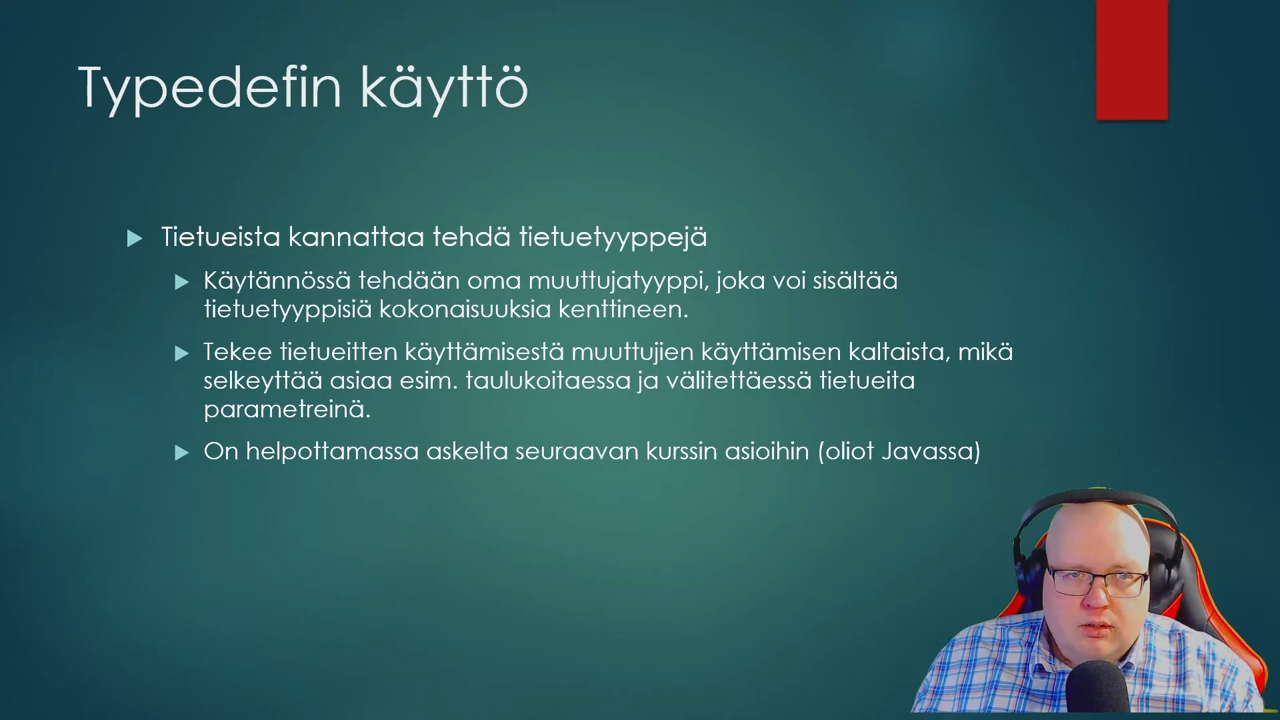 Typedefin käyttö
Tietueista kannattaa tehdä tietuetyyppejä
Käytännössä tehdään oma muuttujatyyppi, joka voi sisältää
tietuetyyppisiä kokonaisuuksia kenttineen.
Tekee tietueitten käyttämisestä muuttujien käyttämisen kaltaista, mikä
selkeyttää asiaa esim. taulukoitaessa ja välitettäessä tietueita
parametreinä.
On helpottamassa askelta seuraavan kurssin asioihin (oliot Javassa)